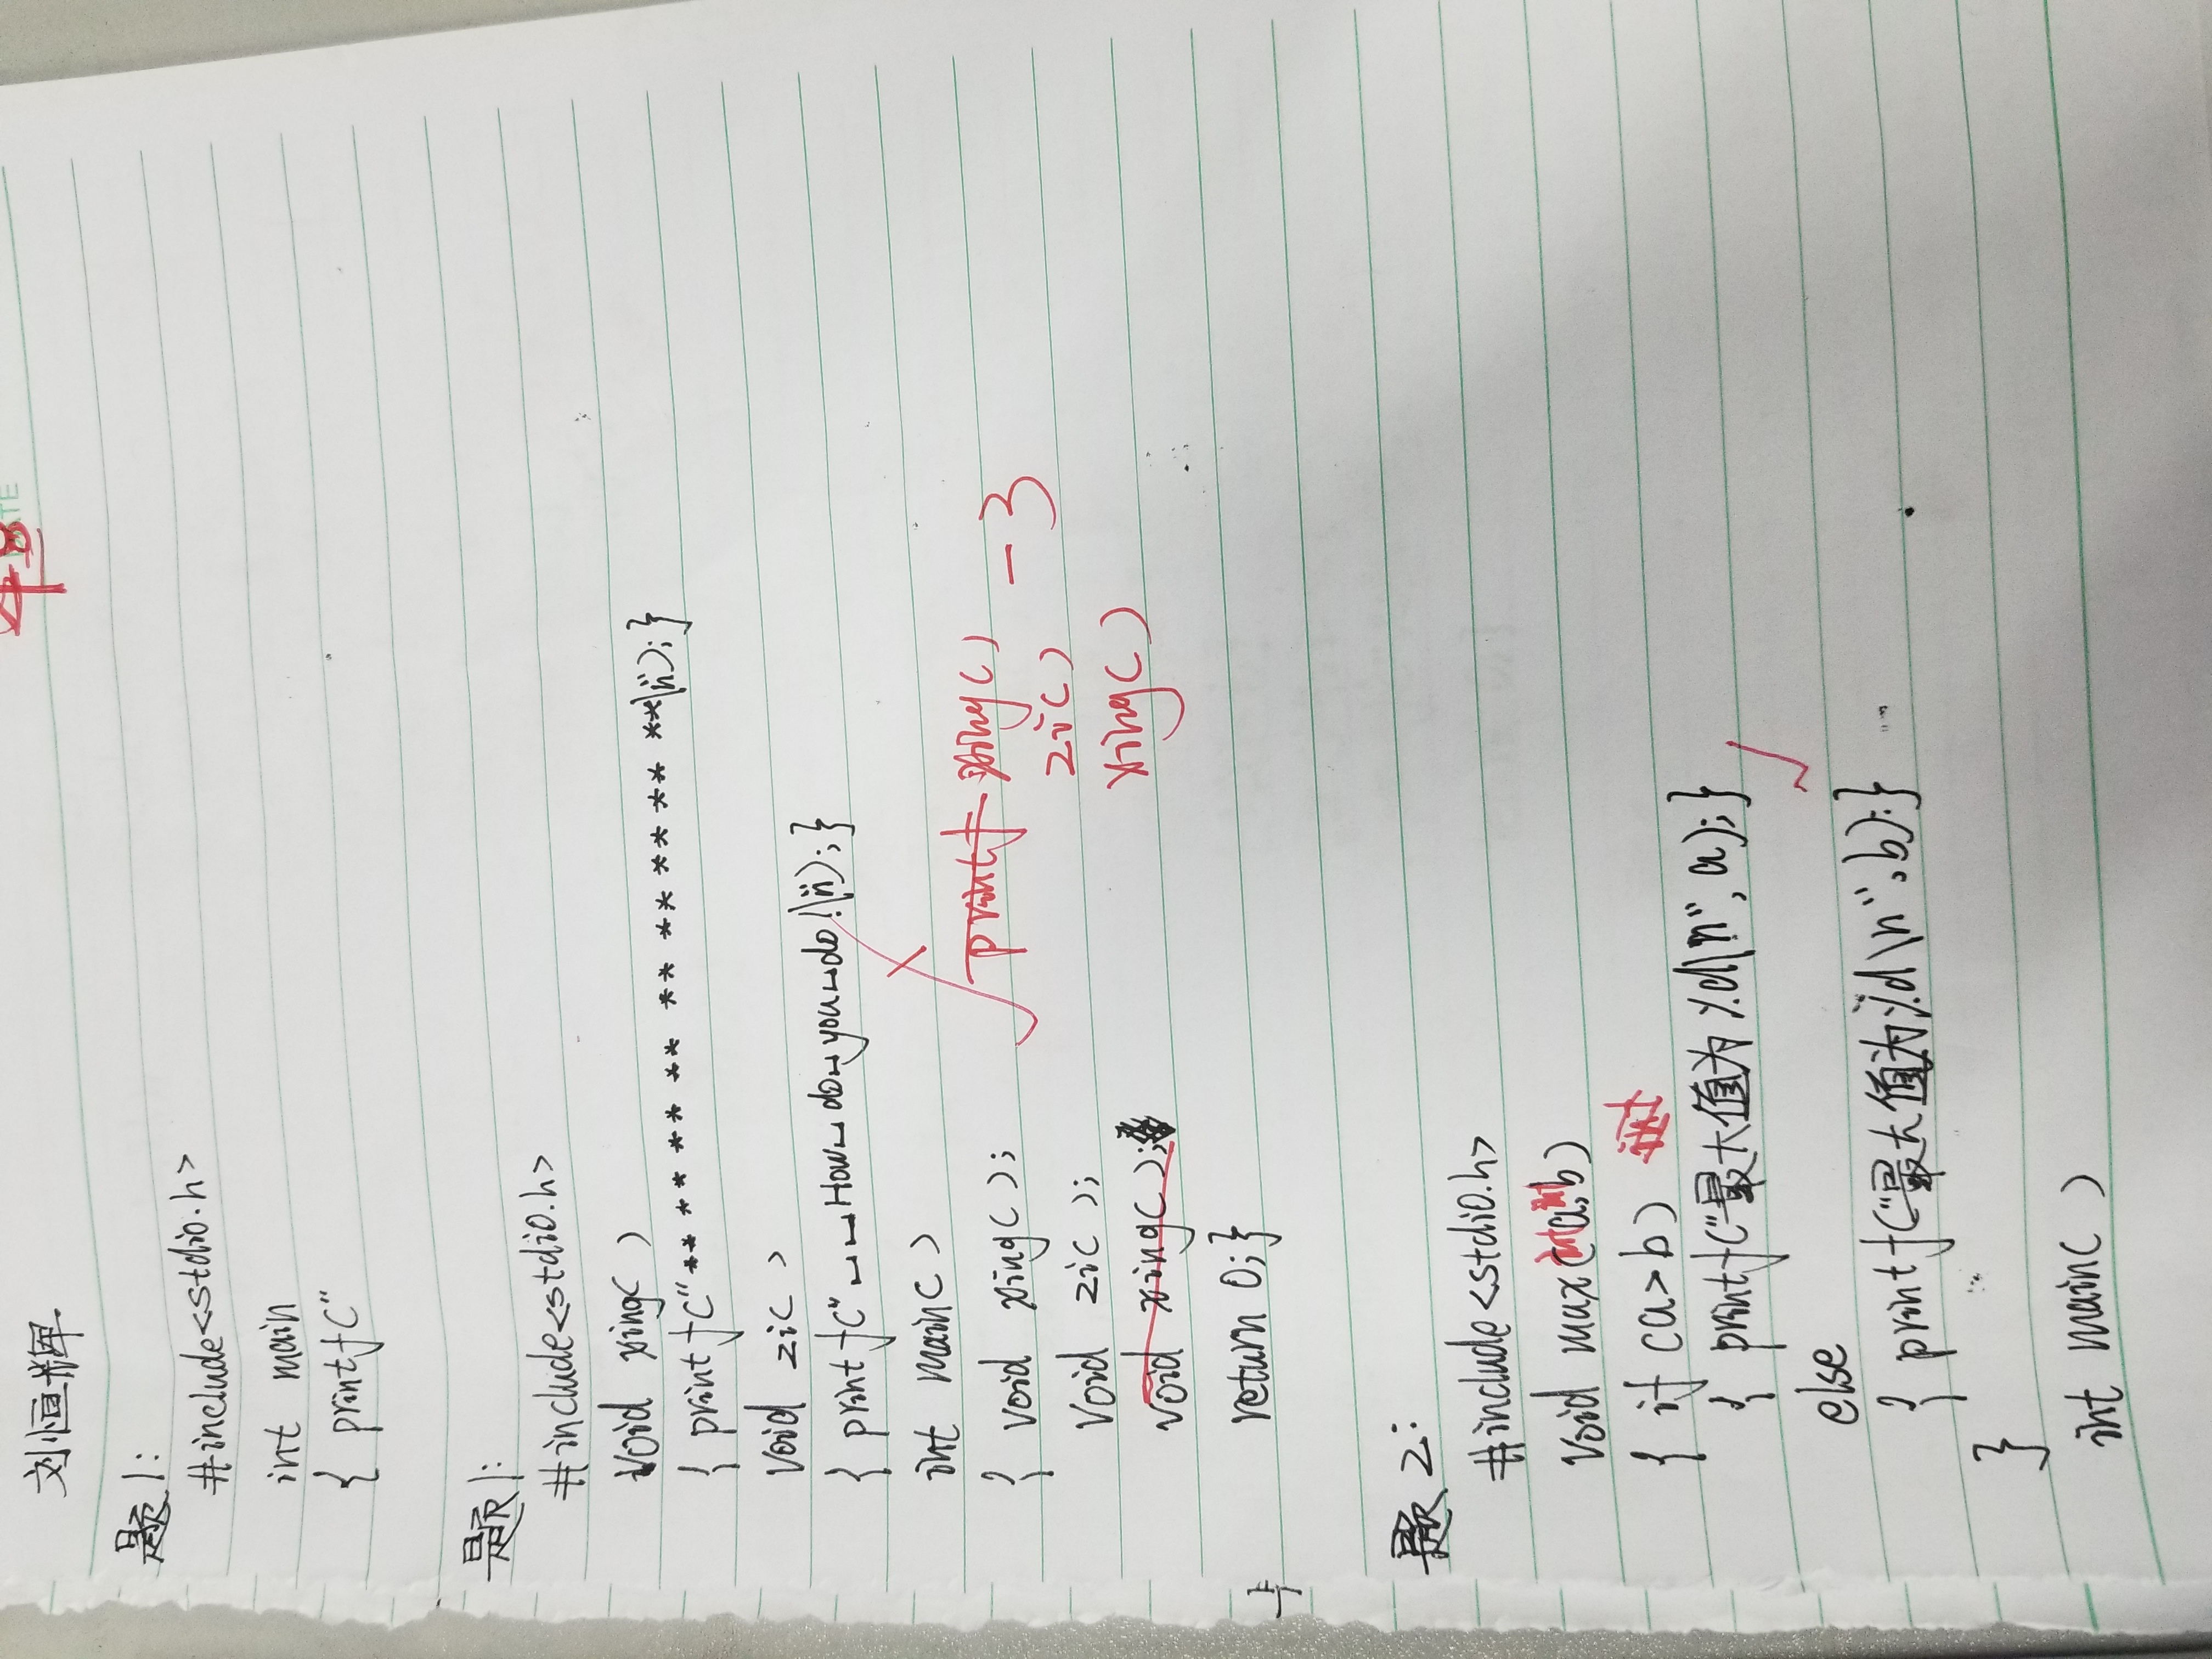 DATE
刘恒辉
题1:
#include<stdio.h>
int main
{ printf("
题1:
#include<stdio.h>
void xing( )
{ printf("** ** ** ** ** ** ** ** **\n");}
void zi( )
{ printf("␣␣How␣do␣you␣do!\n");}
int main( )
{ void xing( );
printf xing( )
-3
void zi( );
zi( )
void xing( );
xing( )
return 0;}
题2:
#include<stdio.h>
void max(int a,int b)
{ if (a>b) int
{ printf("最大值为%d\n", a);}
else
{ printf("最大值为%d\n",b);}
}
int main( )